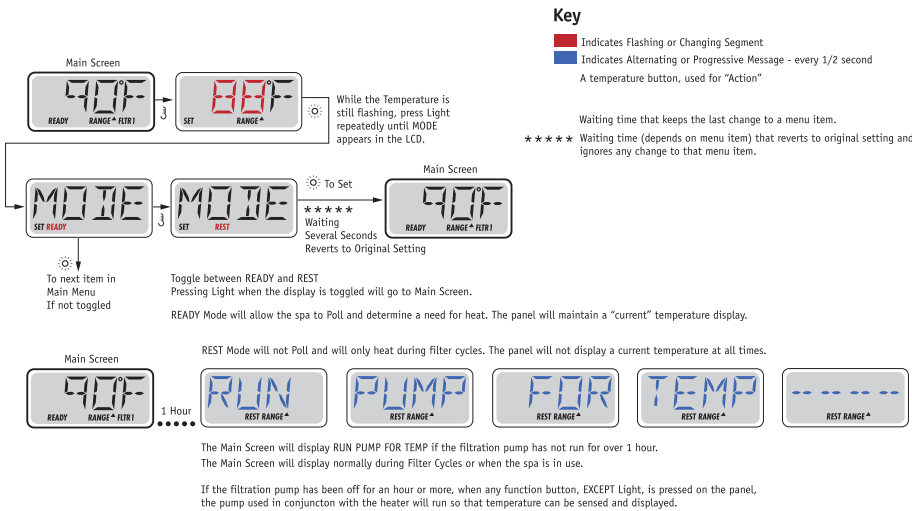 Key
Indicates Flashing or Changing Segment
Indicates Alternating or Progressive Message - every 1/2 second
A temperature button, used for “Action”
Waiting time that keeps the last change to a menu item.
***** Waiting time (depends on menu item) that reverts to original setting and
ignores any change to that menu item.
Main Screen
90°F
READY RANGE FLTR1
88°F
SET RANGE
While the Temperature is
still flashing, press Light
repeatedly until MODE
appears in the LCD.
MODE
SET READY
MODE
SET REST
To Set
*****
Waiting
Several Seconds
Reverts to Original Setting
Main Screen
90°F
READY RANGE FLTR1
To next item in
Main Menu
If not toggled
Toggle between READY and REST
Pressing Light when the display is toggled will go to Main Screen.
READY Mode will allow the spa to Poll and determine a need for heat. The panel will maintain a “current” temperature display.
REST Mode will not Poll and will only heat during filter cycles. The panel will not display a current temperature at all times.
Main Screen
90°F
READY RANGE FLTR1
1 Hour
RUN
REST RANGE
PUMP
REST RANGE
FOR
REST RANGE
TEMP
REST RANGE
-- -- -- --
REST RANGE
The Main Screen will display RUN PUMP FOR TEMP if the filtration pump has not run for over 1 hour.
The Main Screen will display normally during Filter Cycles or when the spa is in use.
If the filtration pump has been off for an hour or more, when any function button, EXCEPT Light, is pressed on the panel,
the pump used in conjuncton with the heater will run so that temperature can be sensed and displayed.